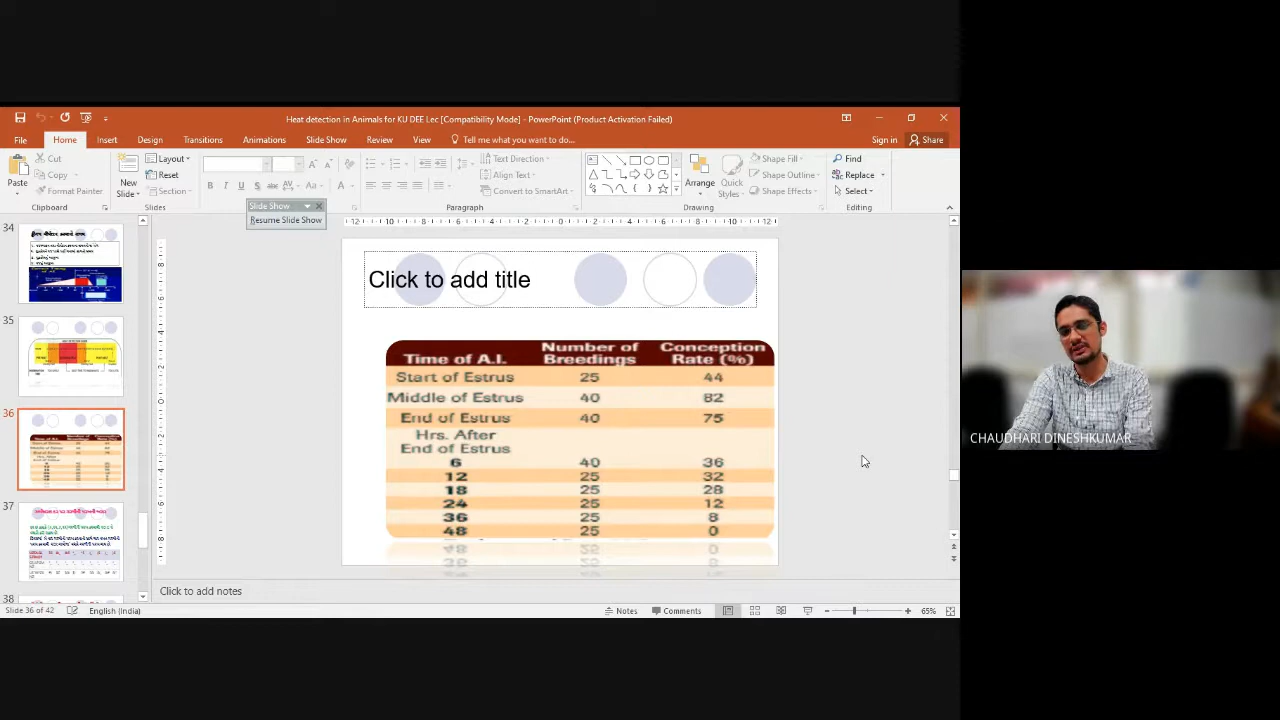 Heat detection in Animals for KU DEE Lec [Compatibility Mode] - PowerPoint (Product Activation Failed)
File Home Insert Design Transitions Animations Slide Show Review View Tell me what you want to do... Sign in Share
Paste
Cut
Copy
Format Painter
Clipboard
New Slide
Layout
Reset
Section
Slides
B I U S abc AV Aa A
Text Direction
Align Text
Convert to SmartArt
Paragraph
Arrange
Quick Styles
Shape Fill
Shape Outline
Shape Effects
Drawing
Find
Replace
Select
Editing
Slide Show
Resume Slide Show
34
35
36
37
38
Click to add title
Time of A.I. Number of Breedings Conception Rate (%)
Start of Estrus 25 44
Middle of Estrus 40 82
End of Estrus 40 75
Hrs. After
End of Estrus
6 40 36
12 25 32
18 25 28
24 25 12
36 25 8
48 25 0
Click to add notes
Slide 36 of 42 English (India) Notes Comments 65%
CHAUDHARI DINESHKUMAR